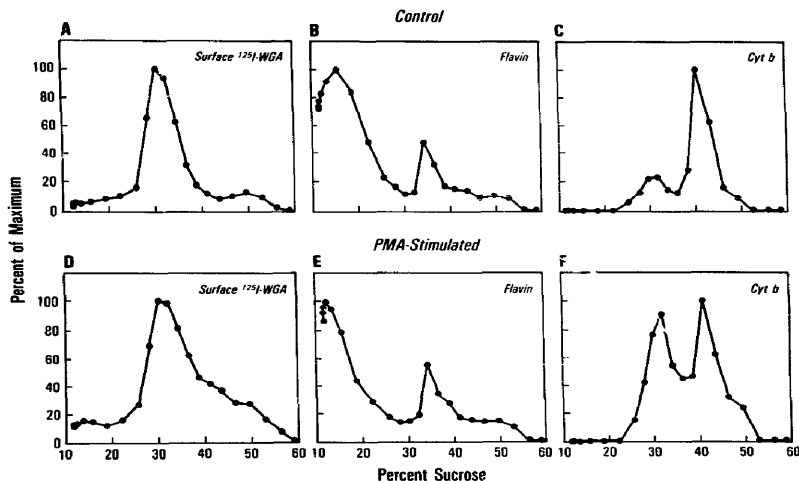 Control
A
B
C
Surface ¹²⁵I-WGA
Flavin
Cyt b
100
80
60
40
20
0
Percent of Maximum
PMA-Stimulated
D
E
F
Surface ¹²⁵I-WGA
Flavin
Cyt b
100
80
60
40
20
0
10 20 30 40 50 60
10 20 30 40 50 60
20 30 40 50 60
Percent Sucrose